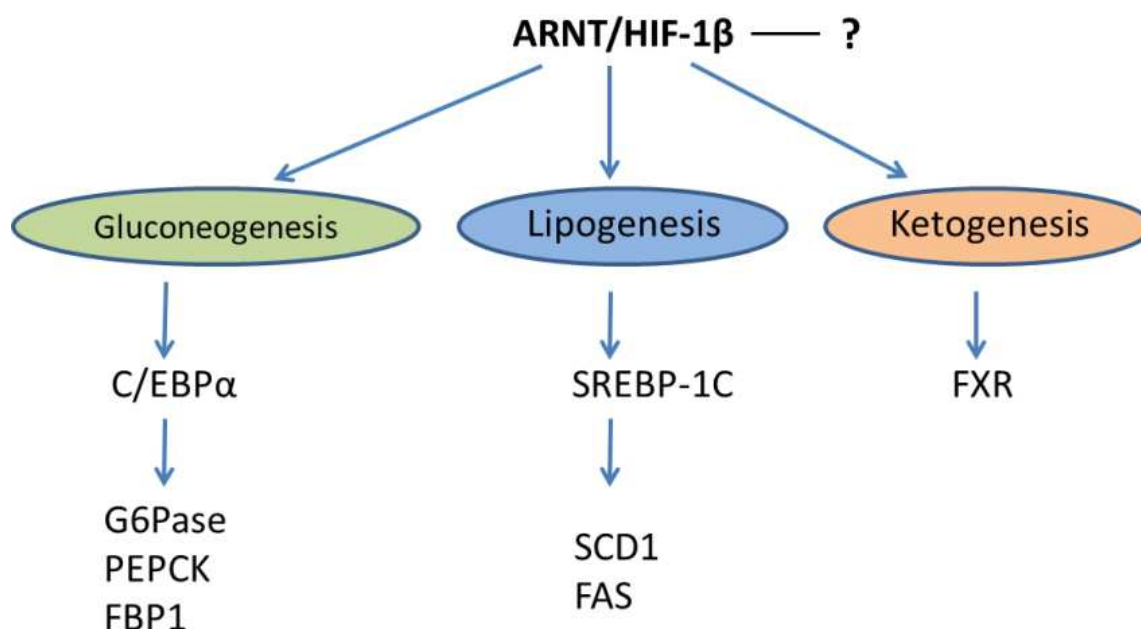 ARNT/HIF-1β — ?
Gluconeogenesis
Lipogenesis
Ketogenesis
C/EBPα
SREBP-1C
FXR
G6Pase
PEPCK
FBP1
SCD1
FAS